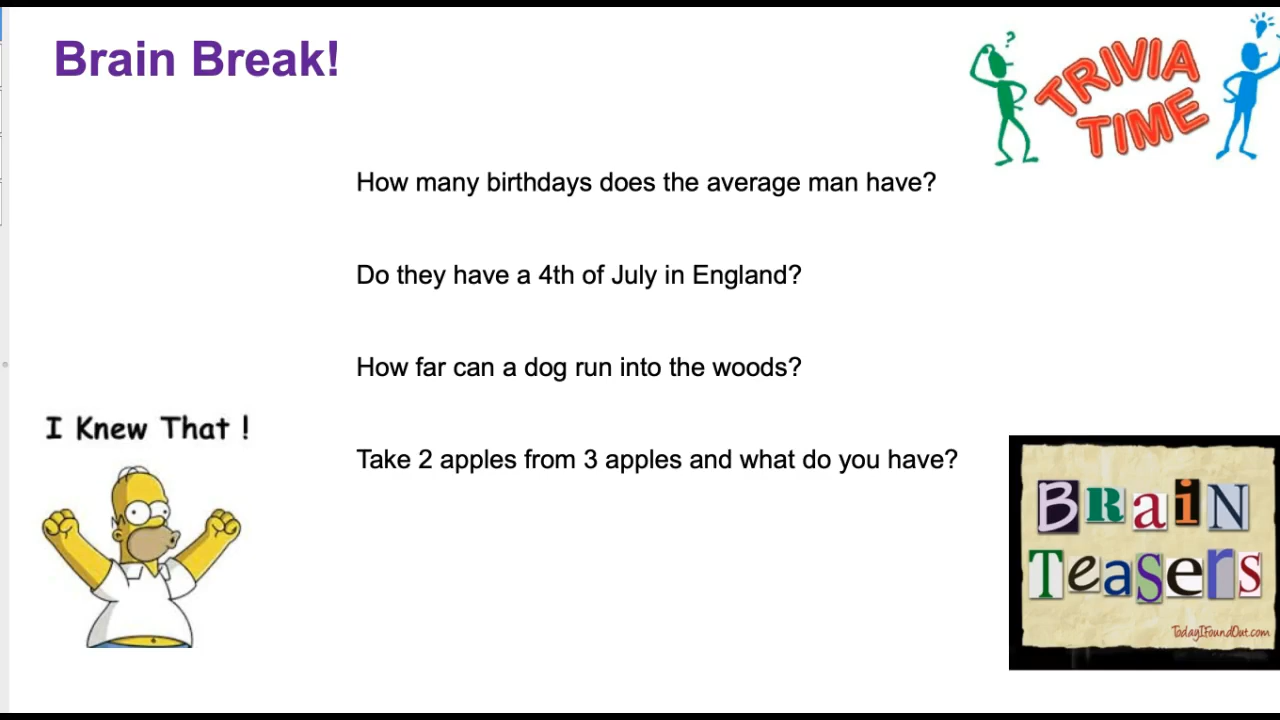 Brain Break!
?
TRIVIA
TIME
How many birthdays does the average man have?
Do they have a 4th of July in England?
How far can a dog run into the woods?
I Knew That !
Take 2 apples from 3 apples and what do you have?
BRaiN
TeaSerS
TodayIFoundOut.com